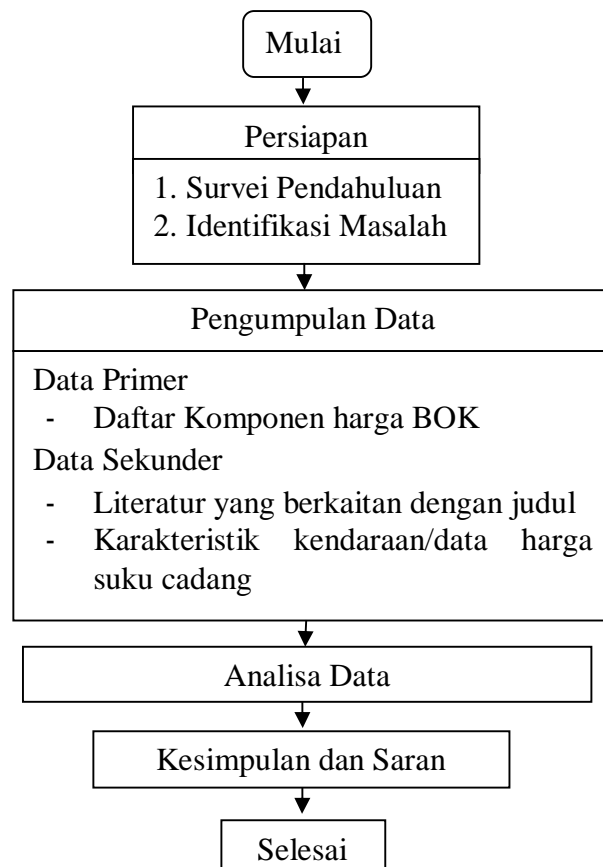 Mulai
Persiapan
1. Survei Pendahuluan
2. Identifikasi Masalah
Pengumpulan Data
Data Primer
- Daftar Komponen harga BOK
Data Sekunder
- Literatur yang berkaitan dengan judul
- Karakteristik kendaraan/data harga
suku cadang
Analisa Data
Kesimpulan dan Saran
Selesai